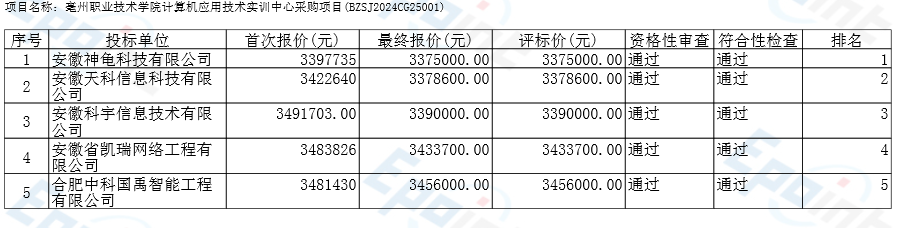 项目名称：亳州职业技术学院计算机应用技术实训中心采购项目(BZSJ2024CG25001)
序号 投标单位 首次报价(元) 最终报价(元) 评标价(元) 资格性审查 符合性检查 排名
1 安徽神龟科技有限公司 3397735 3375000.00 3375000.00 通过 通过 1
2 安徽天科信息科技有限公司 3422640 3378600.00 3378600.00 通过 通过 2
3 安徽科宇信息技术有限公司 3491703.00 3390000.00 3390000.00 通过 通过 3
4 安徽省凯瑞网络工程有限公司 3483826 3433700.00 3433700.00 通过 通过 4
5 合肥中科国禹智能工程有限公司 3481430 3456000.00 3456000.00 通过 通过 5